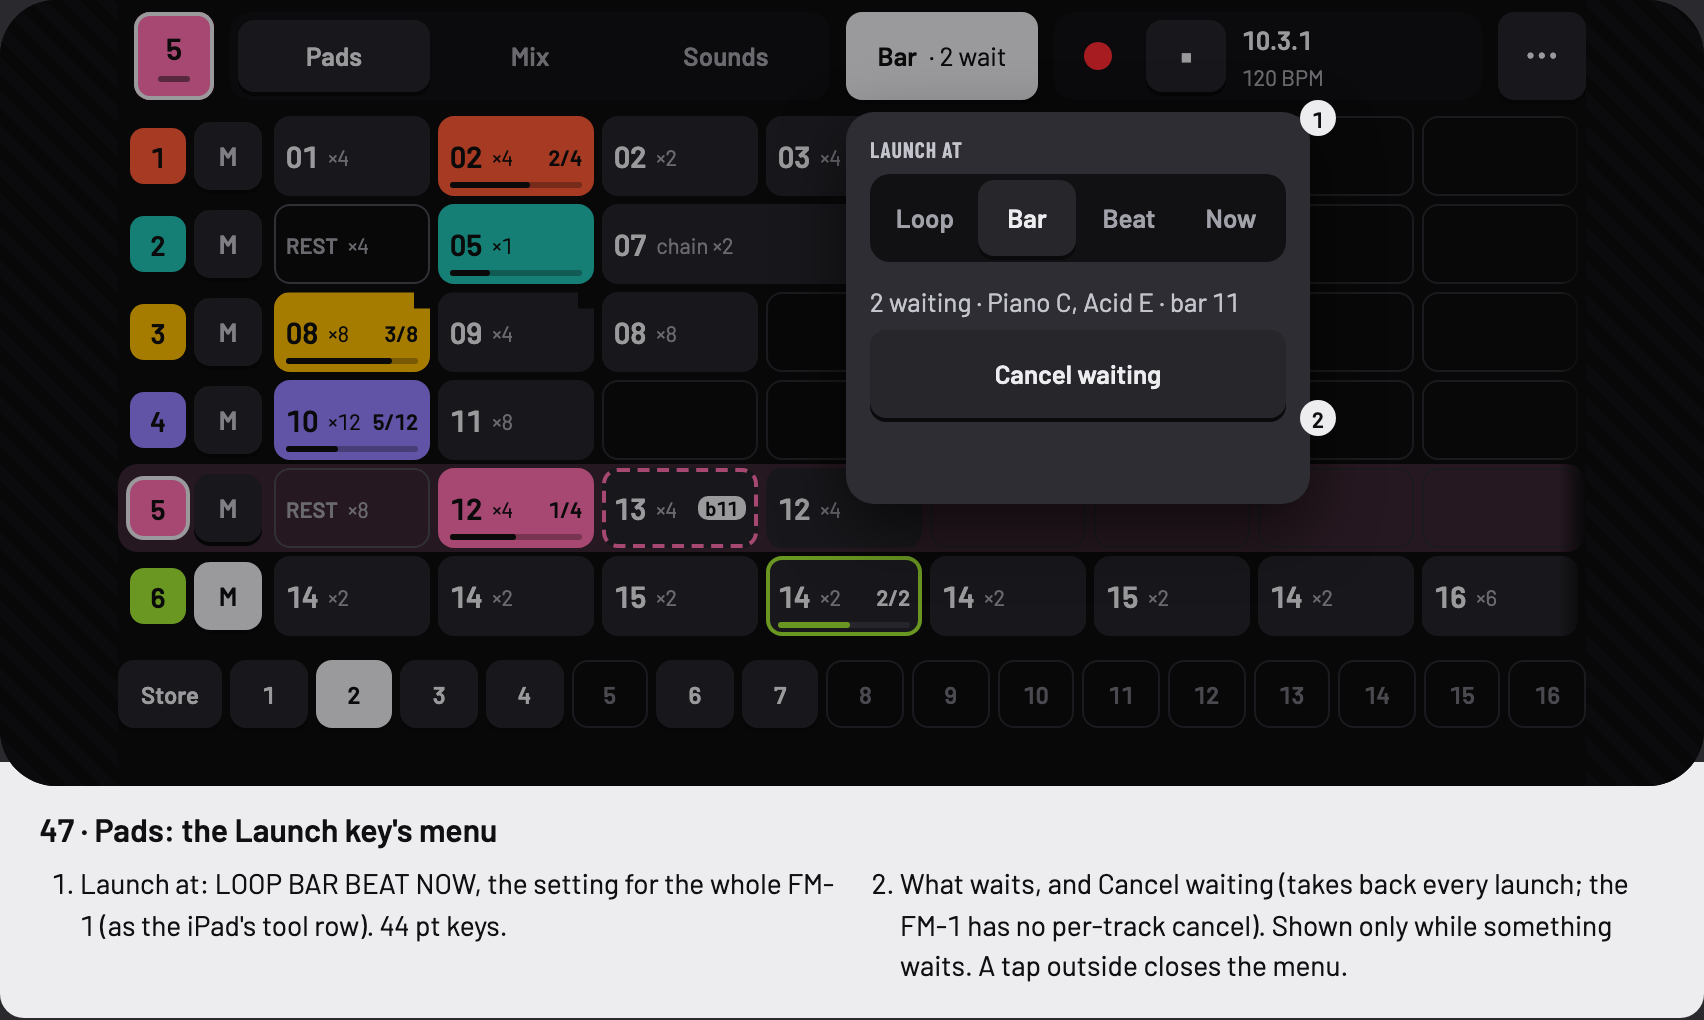 5 Pads Mix Sounds Bar · 2 wait 10.3.1
120 BPM
•••
1
LAUNCH AT
Loop Bar Beat Now
2 waiting · Piano C, Acid E · bar 11
Cancel waiting
2
1 M 01 ×4 02 ×4 2/4 02 ×2 03 ×4
2 M REST ×4 05 ×1 07 chain ×2
3 M 08 ×8 3/8 09 ×4 08 ×8
4 M 10 ×12 5/12 11 ×8
5 M REST ×8 12 ×4 1/4 13 ×4 b11 12 ×4
6 M 14 ×2 14 ×2 15 ×2 14 ×2 2/2 14 ×2 15 ×2 14 ×2 16 ×6
Store 1 2 3 4 5 6 7 8 9 10 11 12 13 14 15 16
47 · Pads: the Launch key's menu
1. Launch at: LOOP BAR BEAT NOW, the setting for the whole FM-
1 (as the iPad's tool row). 44 pt keys.
2. What waits, and Cancel waiting (takes back every launch; the
FM-1 has no per-track cancel). Shown only while something
waits. A tap outside closes the menu.